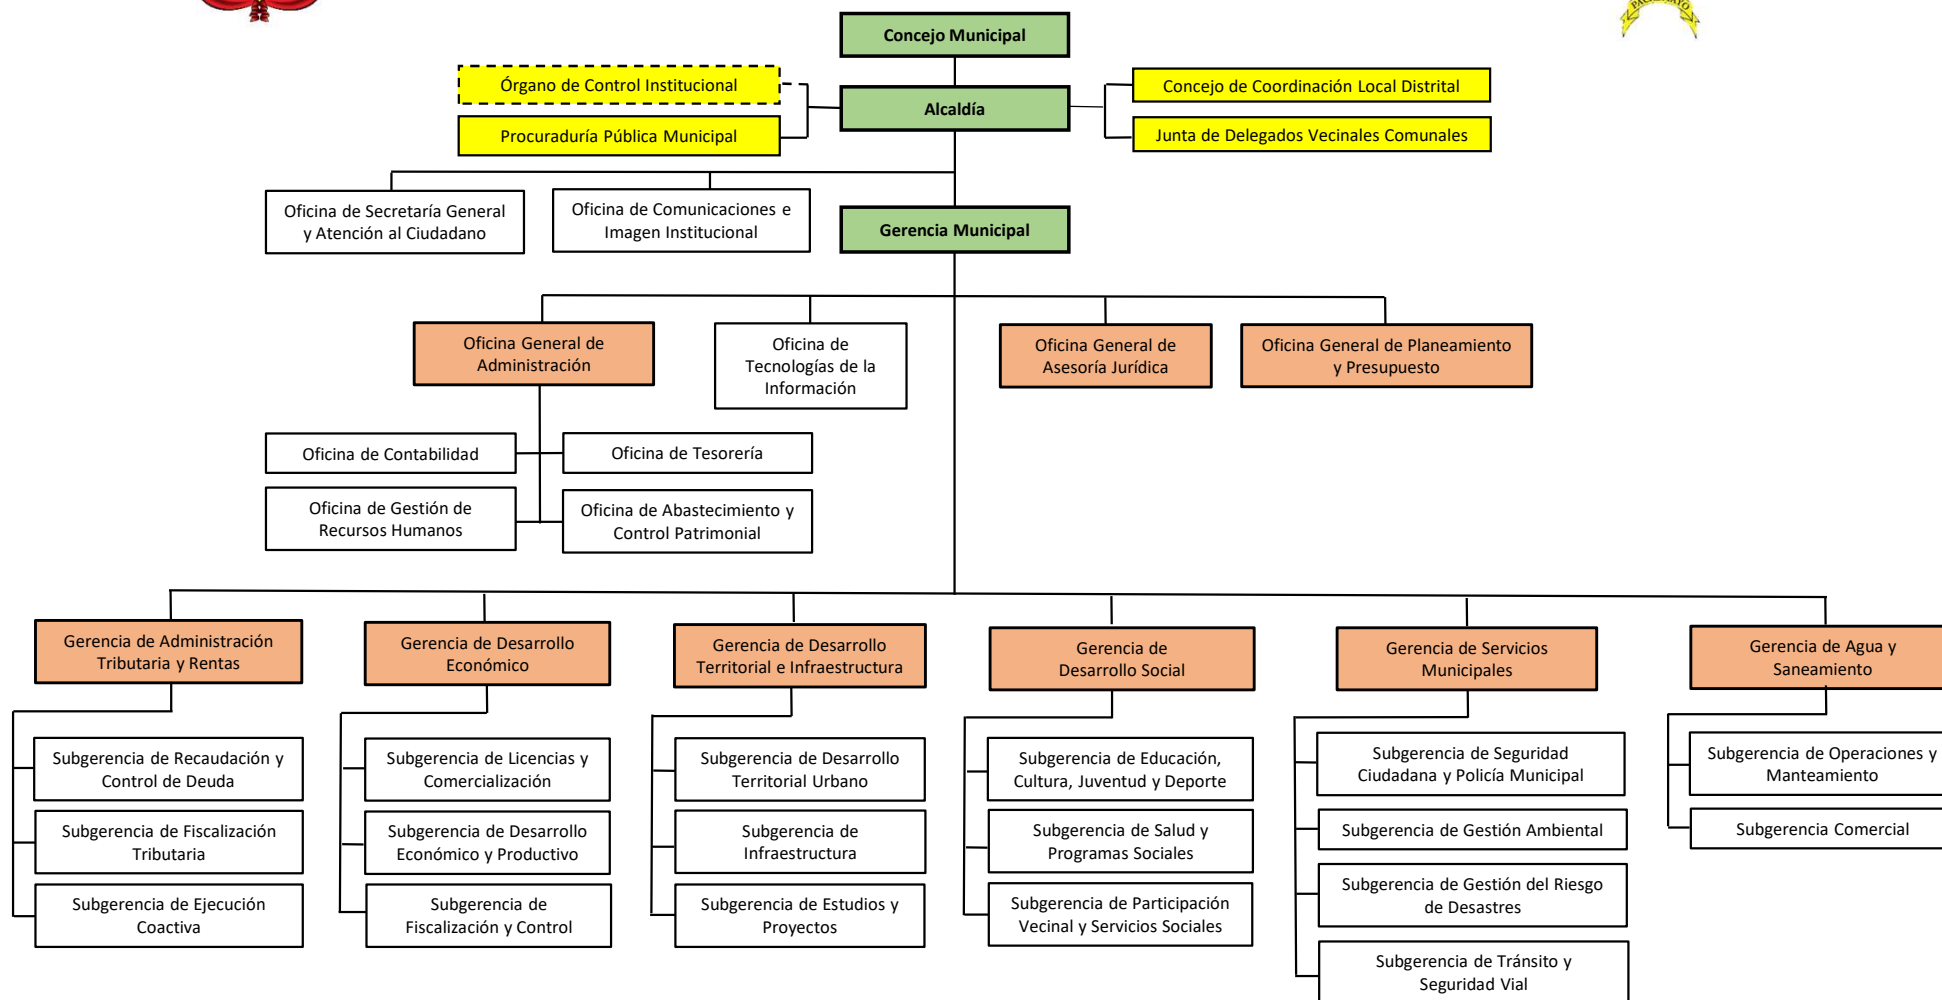 PACHAMAYO
Concejo Municipal
Órgano de Control Institucional
Concejo de Coordinación Local Distrital
Alcaldía
Procuraduría Pública Municipal
Junta de Delegados Vecinales Comunales
Oficina de Secretaría General
y Atención al Ciudadano
Oficina de Comunicaciones e
Imagen Institucional
Gerencia Municipal
Oficina General de
Administración
Oficina de
Tecnologías de la
Información
Oficina General de
Asesoría Jurídica
Oficina General de Planeamiento
y Presupuesto
Oficina de Contabilidad
Oficina de Tesorería
Oficina de Gestión de
Recursos Humanos
Oficina de Abastecimiento y
Control Patrimonial
Gerencia de Administración
Tributaria y Rentas
Subgerencia de Recaudación y
Control de Deuda
Subgerencia de Fiscalización
Tributaria
Subgerencia de Ejecución
Coactiva
Gerencia de Desarrollo
Económico
Subgerencia de Licencias y
Comercialización
Subgerencia de Desarrollo
Económico y Productivo
Subgerencia de
Fiscalización y Control
Gerencia de Desarrollo
Territorial e Infraestructura
Subgerencia de Desarrollo
Territorial Urbano
Subgerencia de
Infraestructura
Subgerencia de Estudios y
Proyectos
Gerencia de
Desarrollo Social
Subgerencia de Educación,
Cultura, Juventud y Deporte
Subgerencia de Salud y
Programas Sociales
Subgerencia de Participación
Vecinal y Servicios Sociales
Gerencia de Servicios
Municipales
Subgerencia de Seguridad
Ciudadana y Policía Municipal
Subgerencia de Gestión Ambiental
Subgerencia de Gestión del Riesgo
de Desastres
Subgerencia de Tránsito y
Seguridad Vial
Gerencia de Agua y
Saneamiento
Subgerencia de Operaciones y
Manteamiento
Subgerencia Comercial